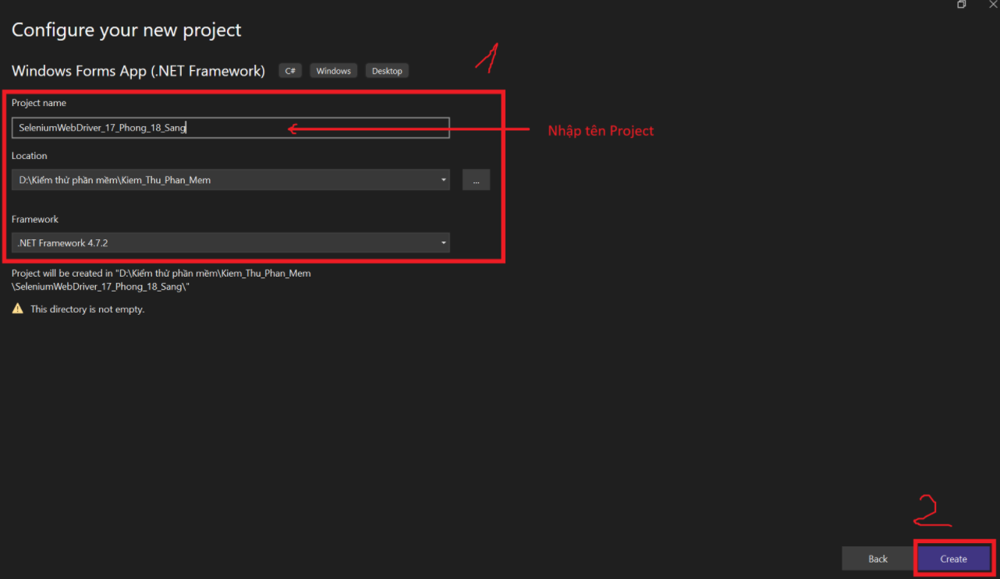 Configure your new project
1
Windows Forms App (.NET Framework) C# Windows Desktop
Project name
SeleniumWebDriver_17_Phong_18_Sang
Nhập tên Project
Location
D:\Kiểm thử phần mềm\Kiem_Thu_Phan_Mem
...
Framework
.NET Framework 4.7.2
Project will be created in "D:\Kiểm thử phần mềm\Kiem_Thu_Phan_Mem
\SeleniumWebDriver_17_Phong_18_Sang\"
This directory is not empty.
2
Back Create